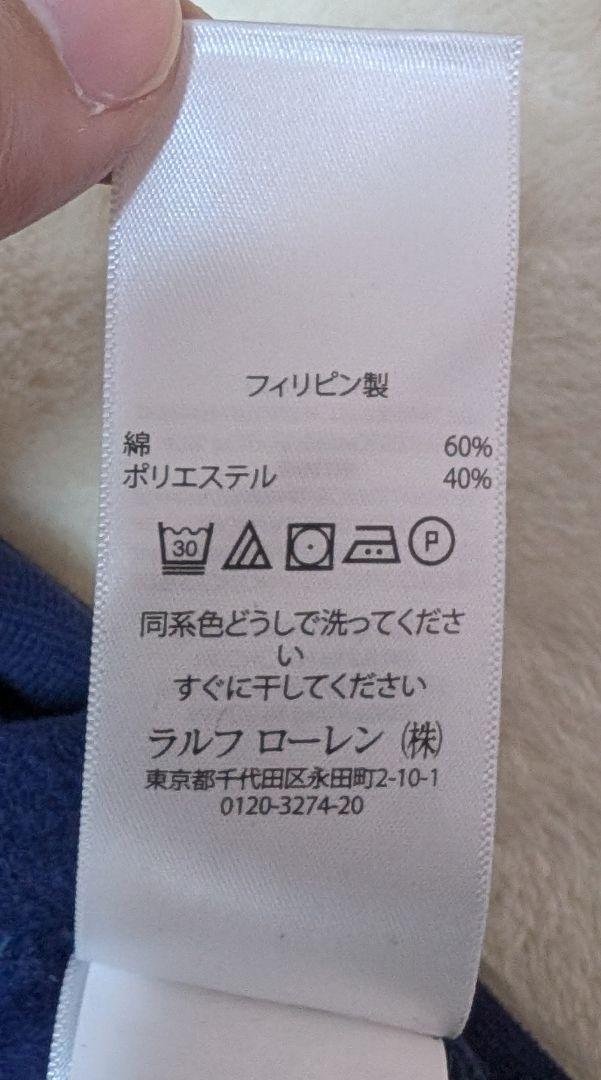 フィリピン製
綿 60%
ポリエステル 40%
30 P
同系色どうしで洗ってくださ
い
すぐに干してください
ラルフ ローレン ㈱
東京都千代田区永田町2-10-1
0120-3274-20